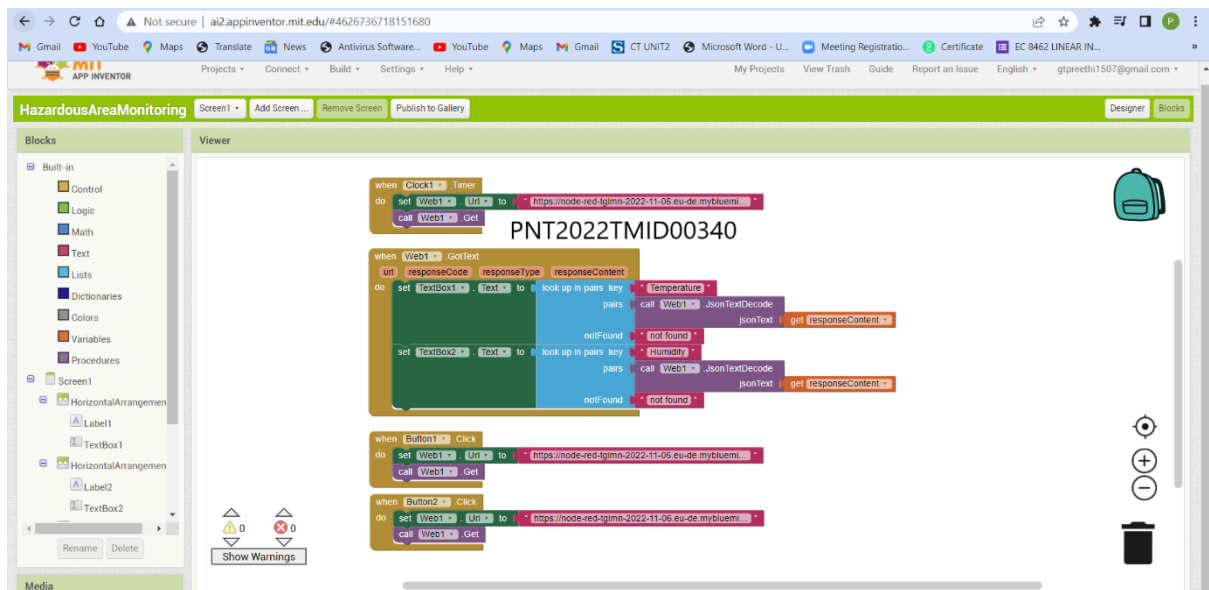 Not secure | ai2.appinventor.mit.edu/#4626736718151680 P
Gmail YouTube Maps Translate News Antivirus Software... YouTube Maps Gmail CT UNIT2 Microsoft Word - U... Meeting Registratio... Certificate EC 8462 LINEAR IN... »
MIT
APP INVENTOR
Projects Connect Build Settings Help My Projects View Trash Guide Report an Issue English gtpreethi1507@gmail.com
HazardousAreaMonitoring Screen1 Add Screen ... Remove Screen Publish to Gallery Designer Blocks
Blocks
Built-in
Control
Logic
Math
Text
Lists
Dictionaries
Colors
Variables
Procedures
Screen1
HorizontalArrangemen
Label1
TextBox1
HorizontalArrangemen
Label2
TextBox2
Rename Delete
Media
Viewer
when Clock1 .Timer
do set Web1 . Url to " https://node-red-tglmn-2022-11-06.eu-de.mybluemi... "
call Web1 .Get
PNT2022TMID00340
when Web1 .GotText
url responseCode responseType responseContent
do set TextBox1 . Text to look up in pairs key " Temperature "
pairs call Web1 .JsonTextDecode
jsonText get responseContent
notFound " not found "
set TextBox2 . Text to look up in pairs key " Humidity "
pairs call Web1 .JsonTextDecode
jsonText get responseContent
notFound " not found "
when Button1 .Click
do set Web1 . Url to " https://node-red-tglmn-2022-11-06.eu-de.mybluemi... "
call Web1 .Get
when Button2 .Click
do set Web1 . Url to " https://node-red-tglmn-2022-11-06.eu-de.mybluemi... "
call Web1 .Get
0 0
Show Warnings